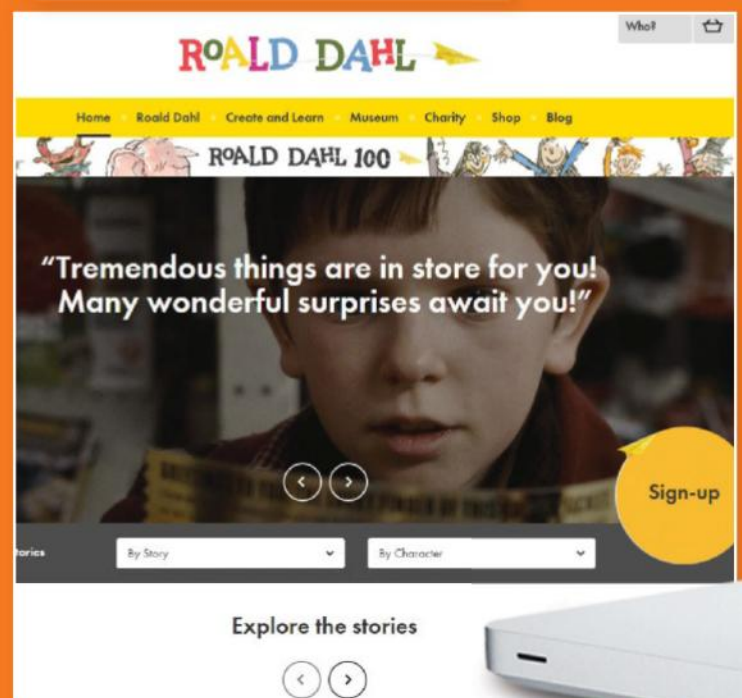 Who?
ROALD DAHL
Home Roald Dahl Create and Learn Museum Charity Shop Blog
ROALD DAHL 100
“Tremendous things are in store for you!
Many wonderful surprises await you!”
Sign-up
tories By Story By Character
Explore the stories